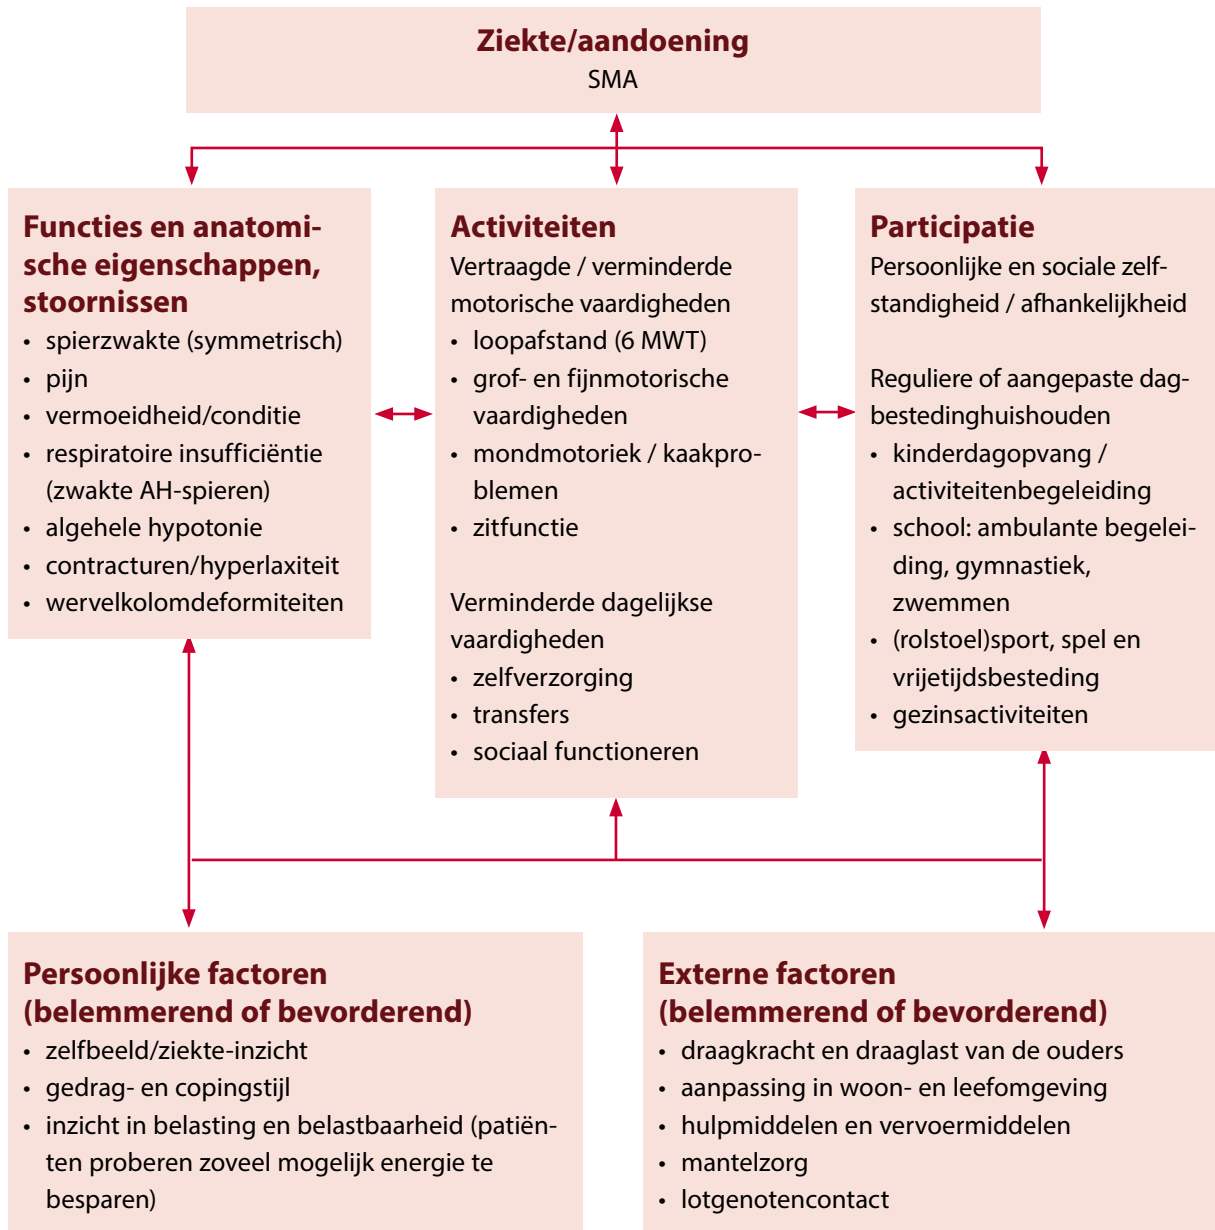 Ziekte/aandoening
SMA
Functies en anatomi-
sche eigenschappen,
stoornissen
• spierzwakte (symmetrisch)
• pijn
• vermoeidheid/conditie
• respiratoire insufficiëntie
(zwakte AH-spieren)
• algehele hypotonie
• contracturen/hyperlaxiteit
• wervelkolomdeformiteiten
Activiteiten
Vertraagde / verminderde
motorische vaardigheden
• loopafstand (6 MWT)
• grof- en fijnmotorische
vaardigheden
• mondmotoriek / kaakpro-
blemen
• zitfunctie
Verminderde dagelijkse
vaardigheden
• zelfverzorging
• transfers
• sociaal functioneren
Participatie
Persoonlijke en sociale zelf-
standigheid / afhankelijkheid
Reguliere of aangepaste dag-
bestedinghuishouden
• kinderdagopvang /
activiteitenbegeleiding
• school: ambulante begelei-
ding, gymnastiek,
zwemmen
• (rolstoel)sport, spel en
vrijetijdsbesteding
• gezinsactiviteiten
Persoonlijke factoren
(belemmerend of bevorderend)
• zelfbeeld/ziekte-inzicht
• gedrag- en copingstijl
• inzicht in belasting en belastbaarheid (patiën-
ten proberen zoveel mogelijk energie te
besparen)
Externe factoren
(belemmerend of bevorderend)
• draagkracht en draaglast van de ouders
• aanpassing in woon- en leefomgeving
• hulpmiddelen en vervoermiddelen
• mantelzorg
• lotgenotencontact